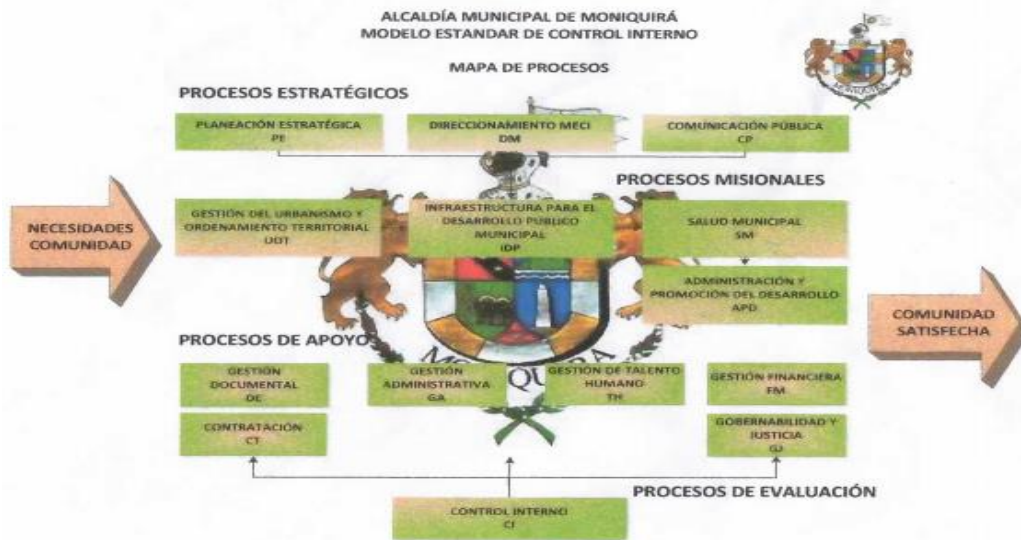 ALCALDÍA MUNICIPAL DE MONIQUIRÁ
MODELO ESTANDAR DE CONTROL INTERNO
MAPA DE PROCESOS
MONIQUIRÁ
PROCESOS ESTRATÉGICOS
PLANEACIÓN ESTRATÉGICA
PE
DIRECCIONAMIENTO MECI
DM
COMUNICACIÓN PÚBLICA
CP
PROCESOS MISIONALES
NECESIDADES
COMUNIDAD
GESTIÓN DEL URBANISMO Y
ORDENAMIENTO TERRITORIAL
UOT
INFRAESTRUCTURA PARA EL
DESARROLLO PÚBLICO
MUNICIPAL
IDP
SALUD MUNICIPAL
SM
ADMINISTRACIÓN Y
PROMOCIÓN DEL DESARROLLO
APD
COMUNIDAD
SATISFECHA
PROCESOS DE APOYO
GESTIÓN
DOCUMENTAL
DE
GESTIÓN
ADMINISTRATIVA
GA
GESTIÓN DE TALENTO
HUMANO
TH
GESTIÓN FINANCIERA
FM
CONTRATACIÓN
CT
GOBERNABILIDAD Y
JUSTICIA
GJ
PROCESOS DE EVALUACIÓN
CONTROL INTERNO
CI